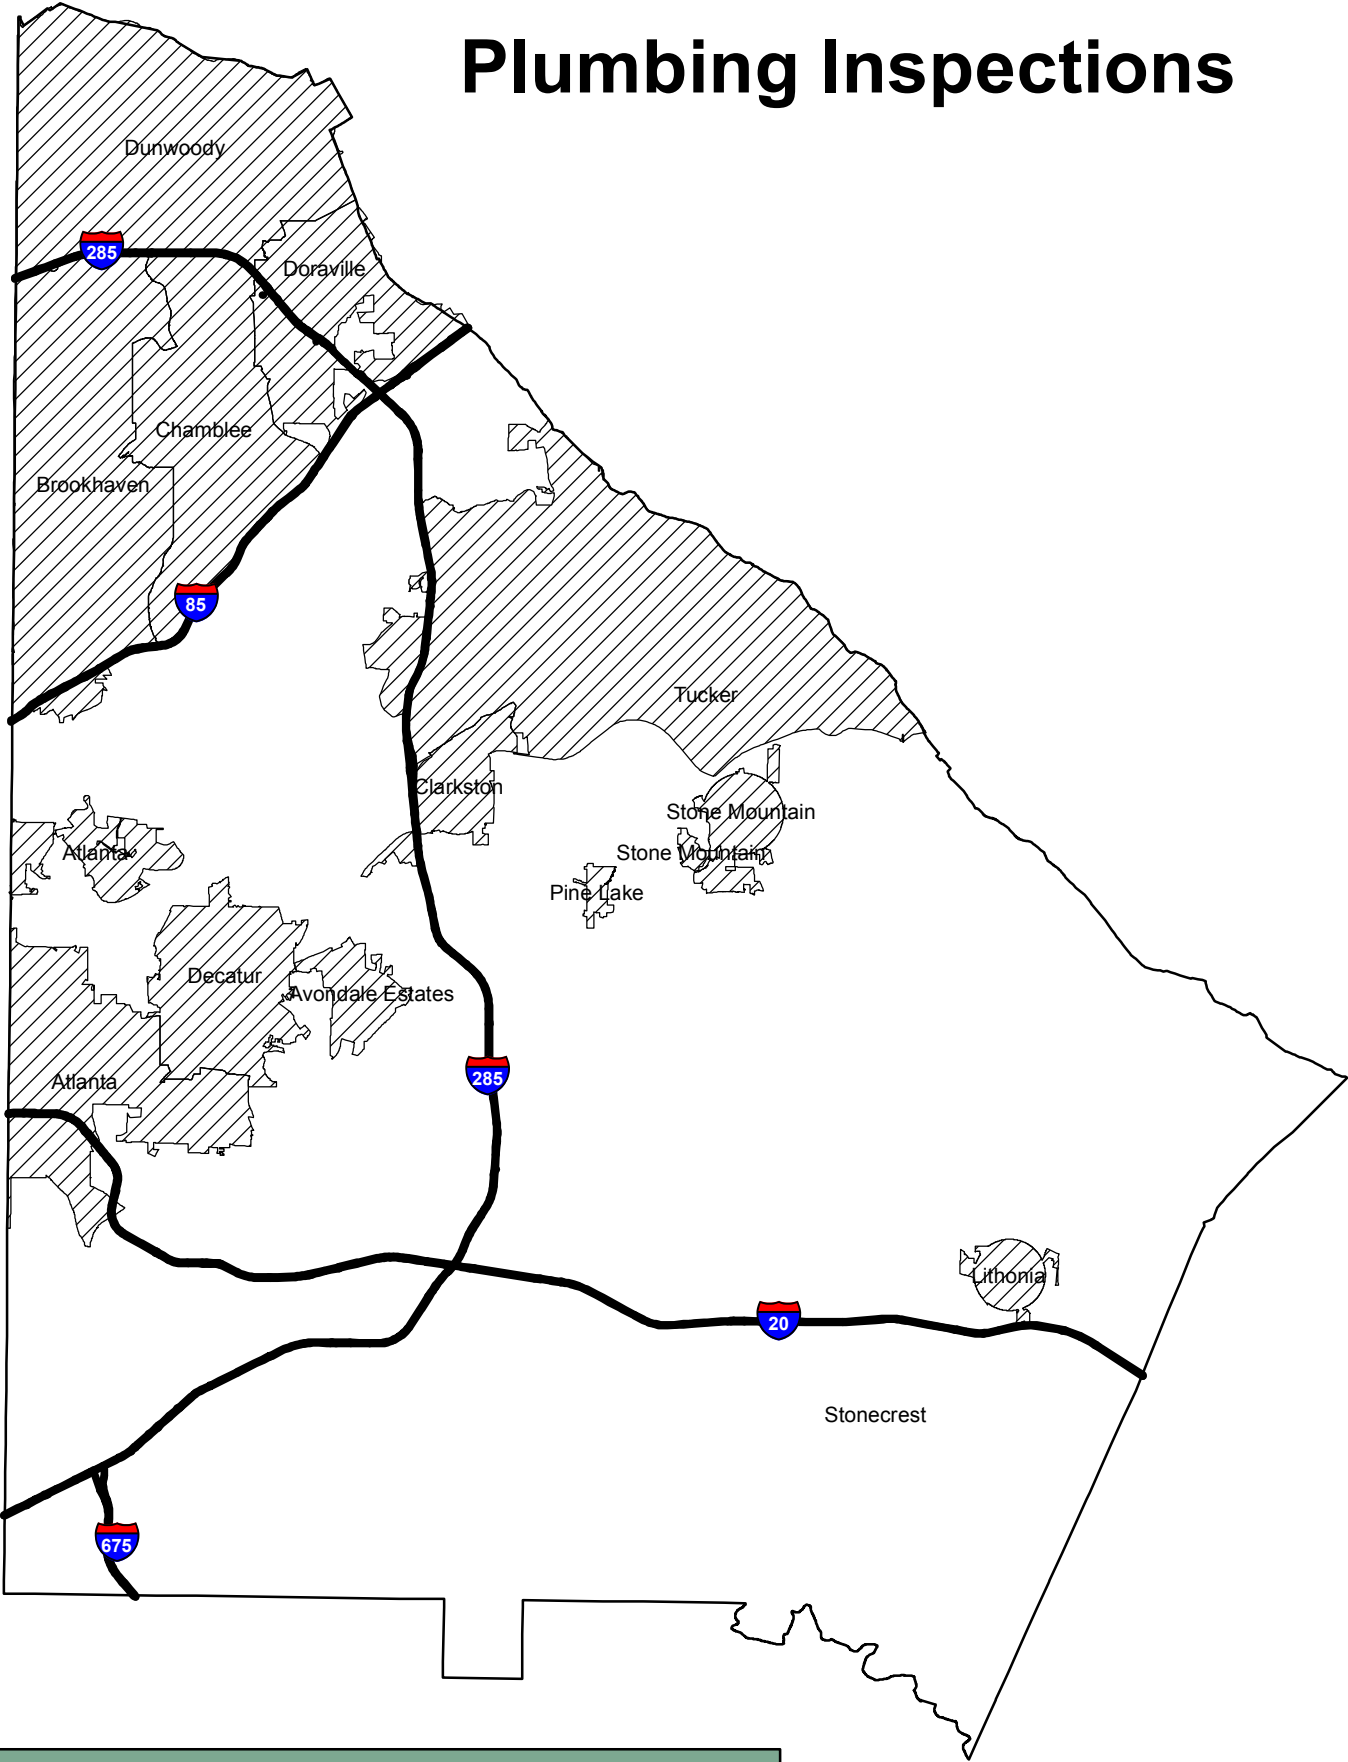 Plumbing Inspections
Dunwoody
285
Doraville
Chamblee
Brookhaven
85
Tucker
Clarkston
Stone Mountain
Atlanta
Stone Mountain
Pine Lake
Decatur
Avondale Estates
285
Atlanta
Lithonia
20
Stonecrest
675